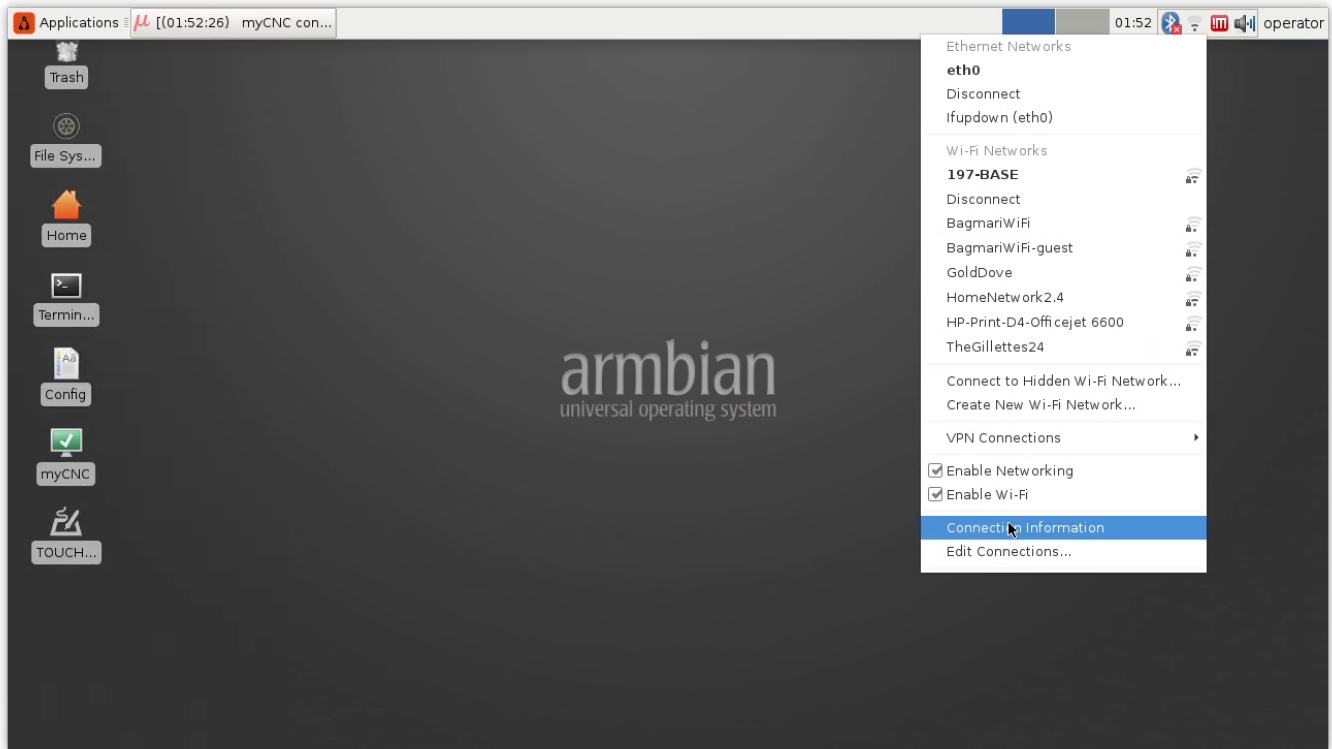 Applications
[(01:52:26) myCNC con...
01:52
operator
Trash
File Sys...
Home
Termin...
Config
myCNC
TOUCH...
armbian
universal operating system
Ethernet Networks
eth0
Disconnect
Ifupdown (eth0)
Wi-Fi Networks
197-BASE
Disconnect
BagmariWiFi
BagmariWiFi-guest
GoldDove
HomeNetwork2.4
HP-Print-D4-Officejet 6600
TheGillettes24
Connect to Hidden Wi-Fi Network...
Create New Wi-Fi Network...
VPN Connections
Enable Networking
Enable Wi-Fi
Connection Information
Edit Connections...